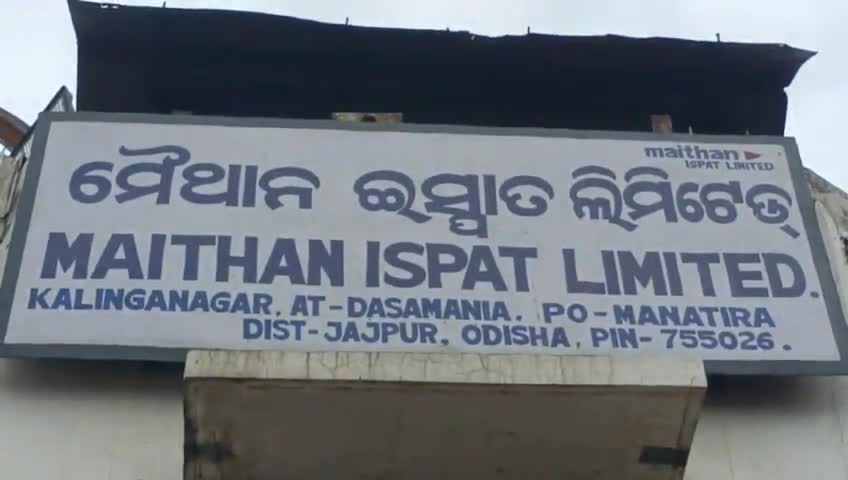 maithan
ISPAT LIMITED
ମୈଥାନ ଇସ୍ପାତ ଲିମିଟେଡ୍
MAITHAN ISPAT LIMITED.
KALINGANAGAR, AT-DASAMANIA, PO-MANATIRA
DIST-JAJPUR, ODISHA, PIN-755026.